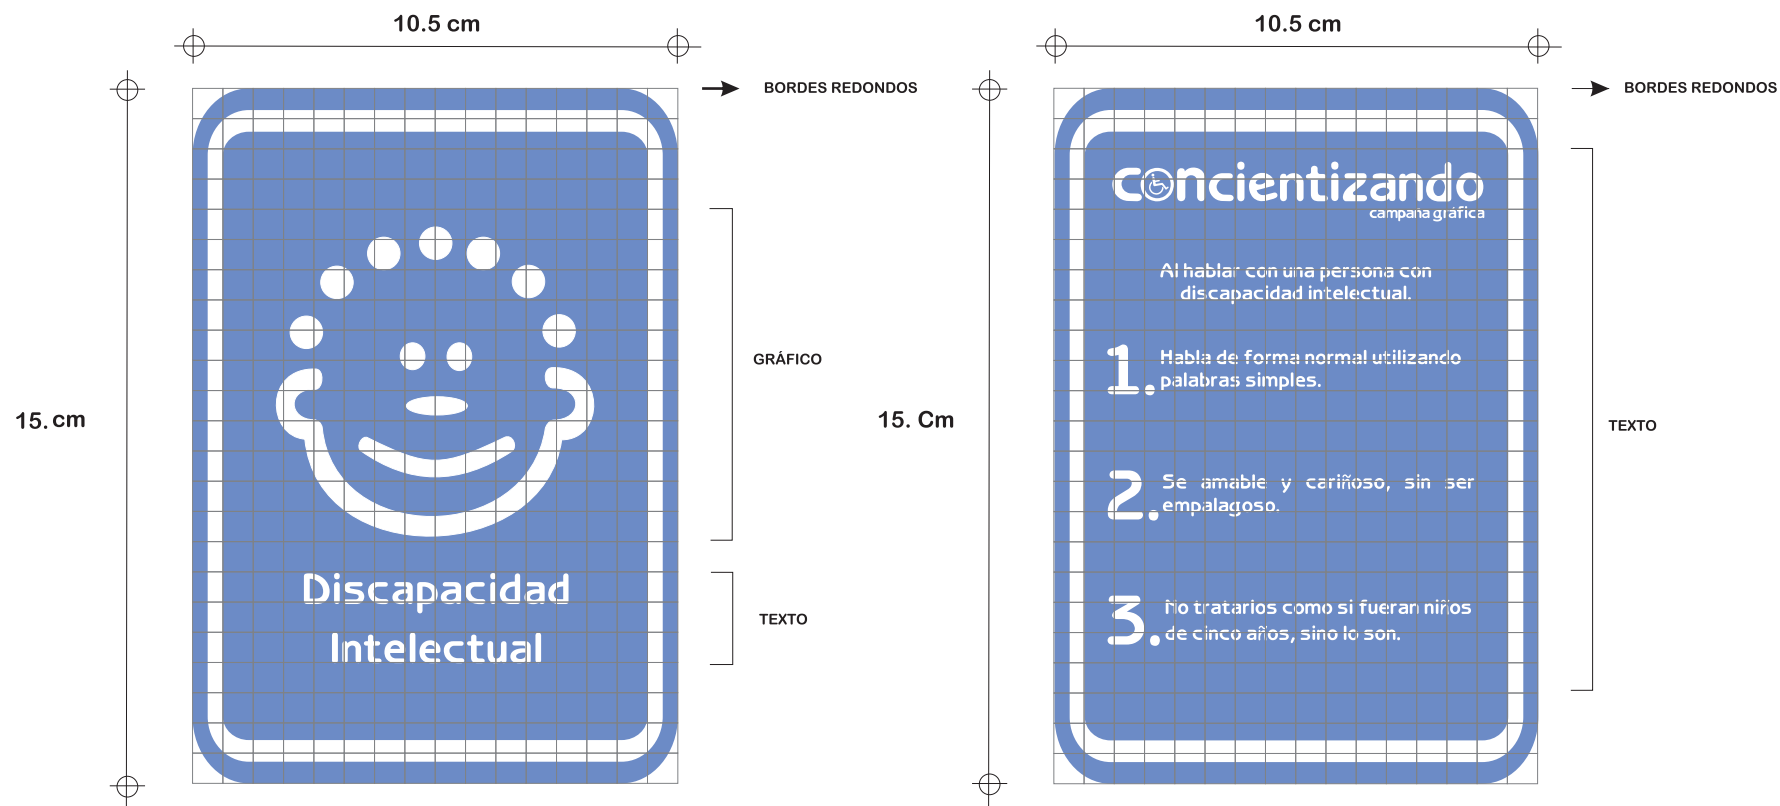 10.5 cm
BORDES REDONDOS
GRÁFICO
15. cm
Discapacidad
Intelectual
TEXTO
10.5 cm
BORDES REDONDOS
concientizando
campaña gráfica
Al hablar con una persona con
discapacidad intelectual.
15. Cm
1. Habla de forma normal utilizando
palabras simples.
TEXTO
2. Se amable y cariñoso, sin ser
empalagoso.
3. No tratarlos como si fueran niños
de cinco años, sino lo son.